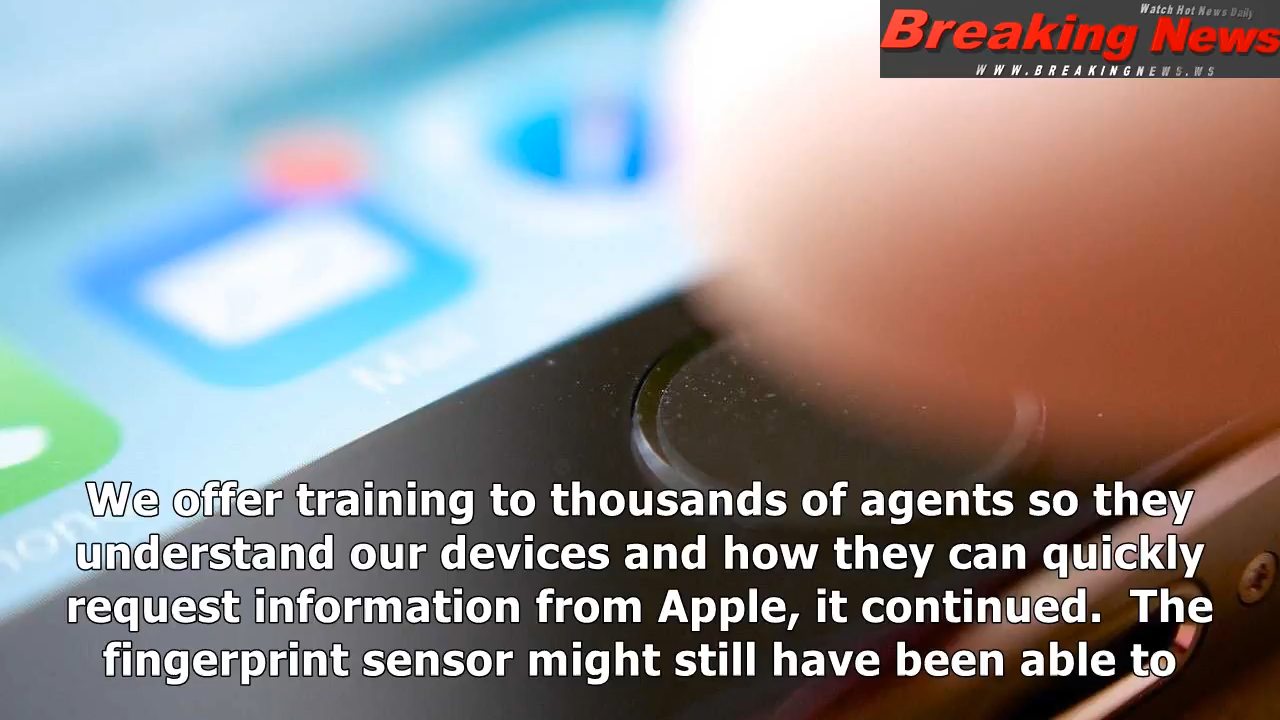 Watch Hot News Daily
Breaking News
WWW.BREAKINGNEWS.WS
Mail
We offer training to thousands of agents so they
understand our devices and how they can quickly
request information from Apple, it continued.  The
fingerprint sensor might still have been able to